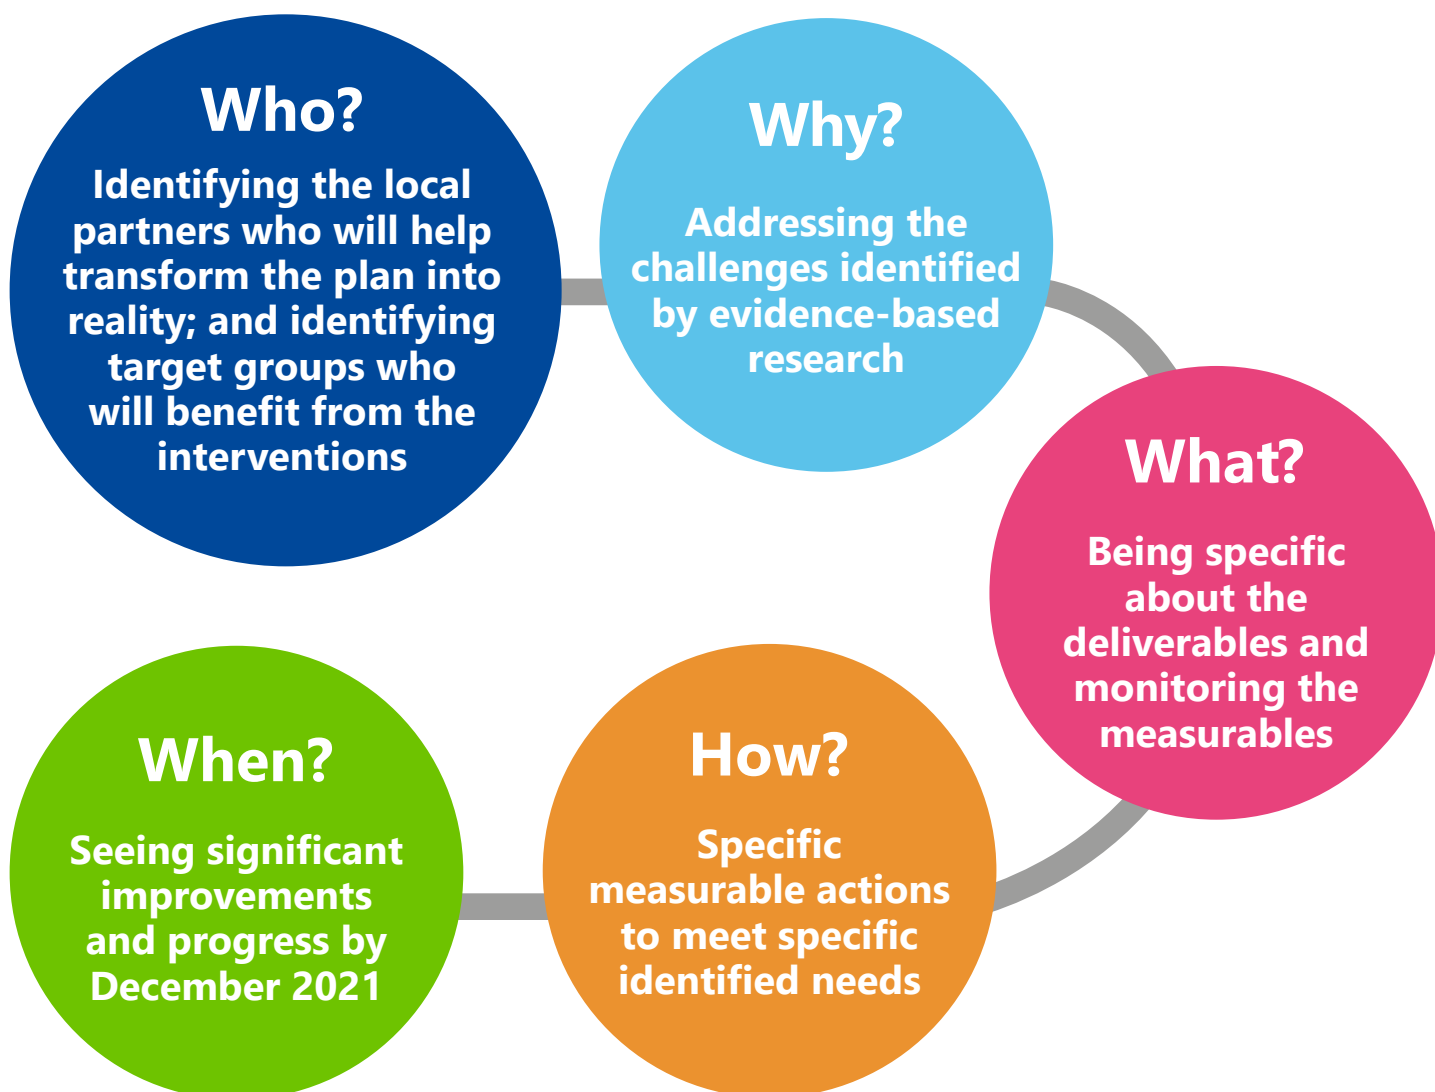 Who?
Identifying the local
partners who will help
transform the plan into
reality; and identifying
target groups who
will benefit from the
interventions
Why?
Addressing the
challenges identified
by evidence-based
research
What?
Being specific
about the
deliverables and
monitoring the
measurables
How?
Specific
measurable actions
to meet specific
identified needs
When?
Seeing significant
improvements
and progress by
December 2021